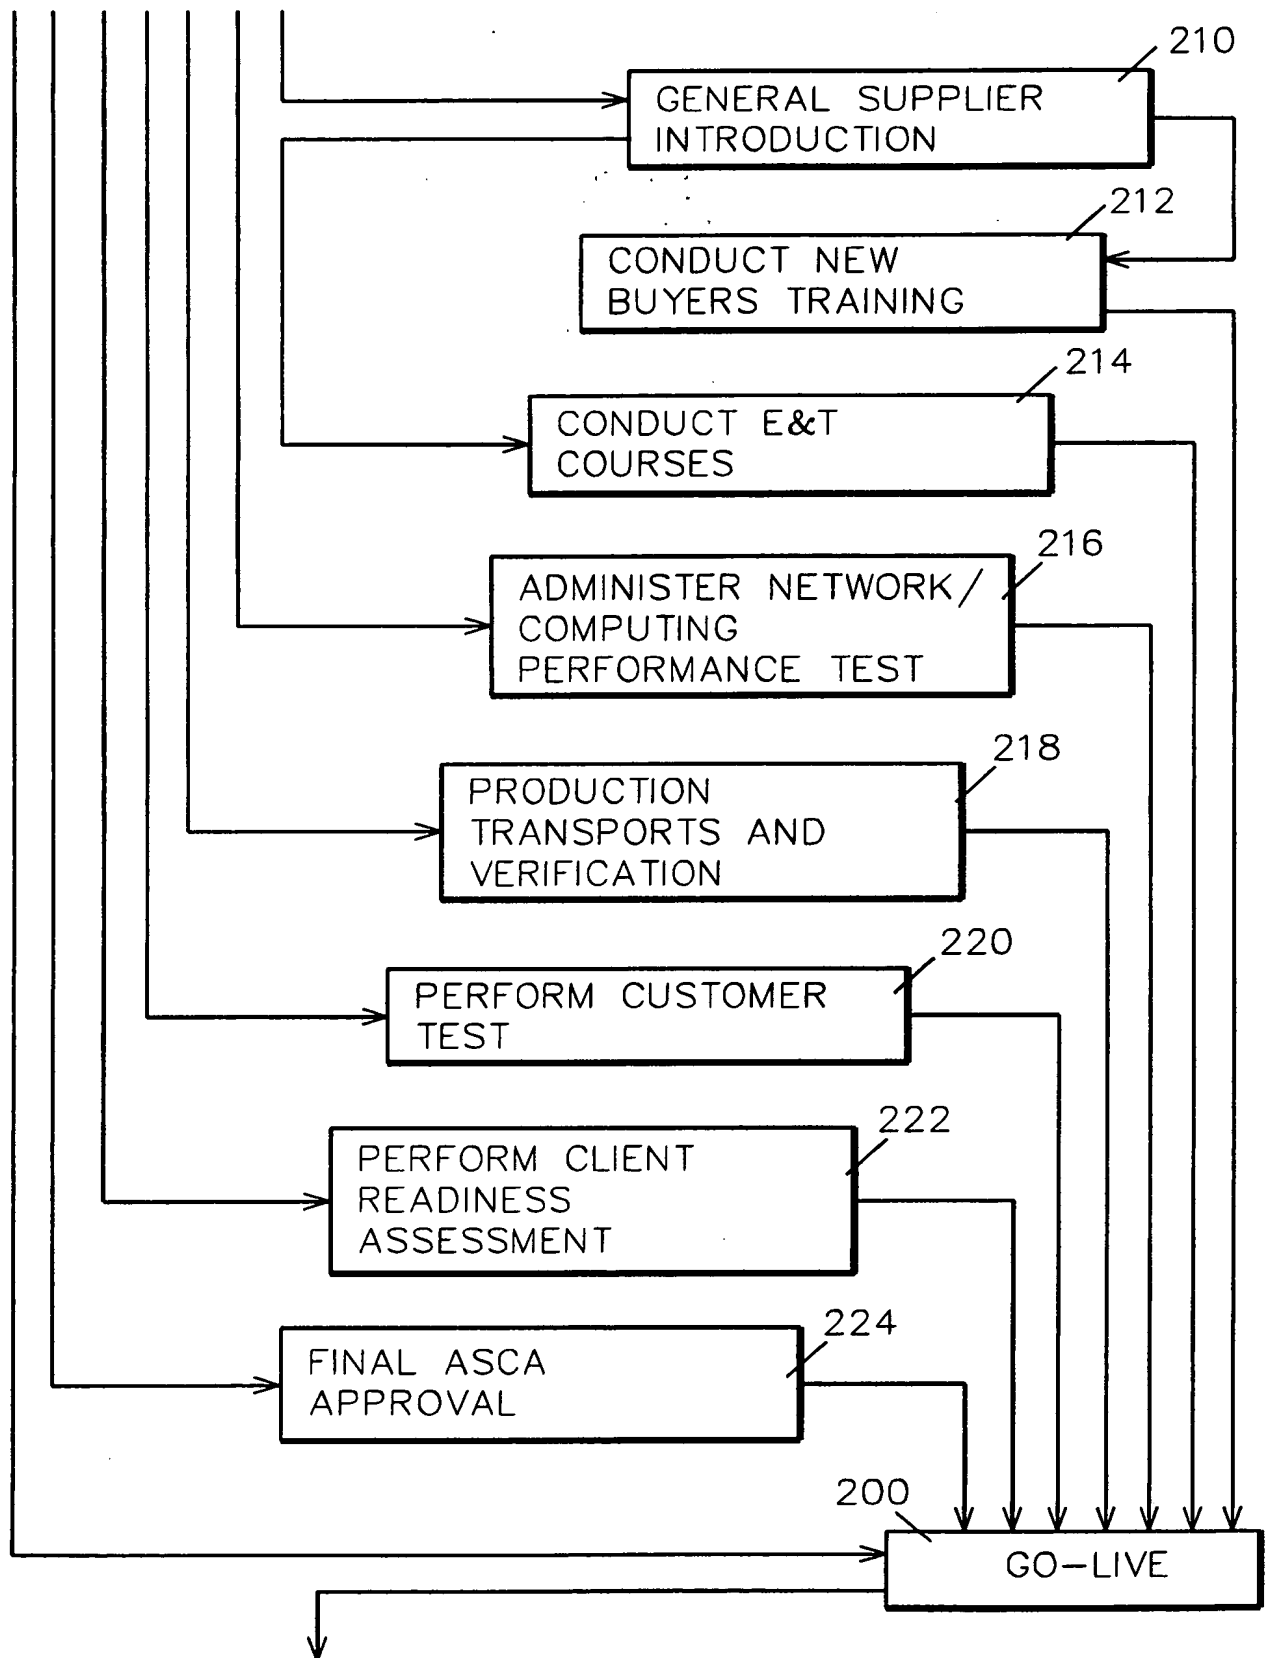 210
GENERAL SUPPLIER
INTRODUCTION
212
CONDUCT NEW
BUYERS TRAINING
214
CONDUCT E&T
COURSES
216
ADMINISTER NETWORK/
COMPUTING
PERFORMANCE TEST
218
PRODUCTION
TRANSPORTS AND
VERIFICATION
220
PERFORM CUSTOMER
TEST
222
PERFORM CLIENT
READINESS
ASSESSMENT
224
FINAL ASCA
APPROVAL
200
GO-LIVE